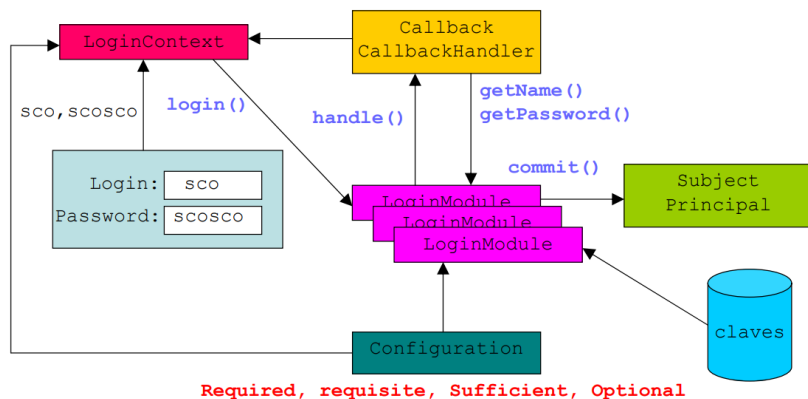 LoginContext
Callback
CallbackHandler
sco,scosco
login()
handle()
getName()
getPassword()
commit()
Login:
sco
Password:
scosco
LoginModule
LoginModule
LoginModule
Subject
Principal
claves
Configuration
Required, requisite, Sufficient, Optional